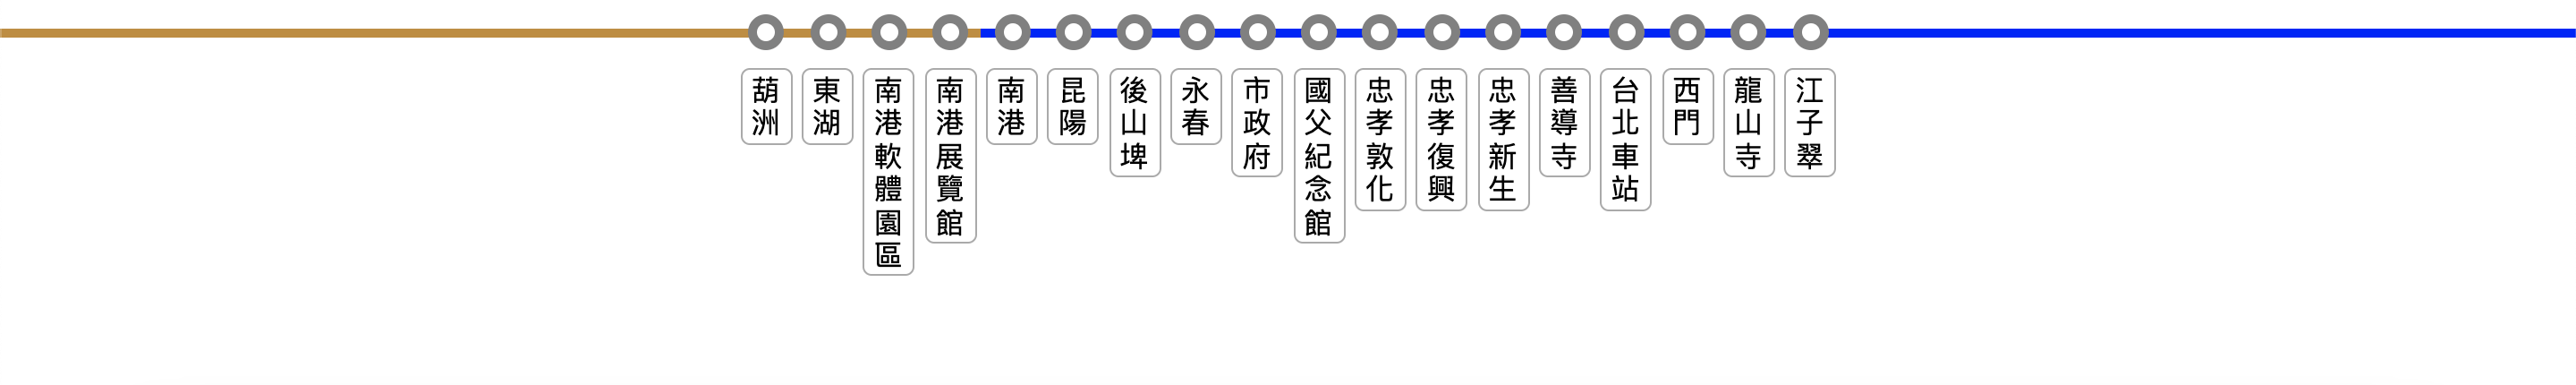 葫洲
東湖
南港軟體園區
南港展覽館
南港
昆陽
後山埤
永春
市政府
國父紀念館
忠孝敦化
忠孝復興
忠孝新生
善導寺
台北車站
西門
龍山寺
江子翠